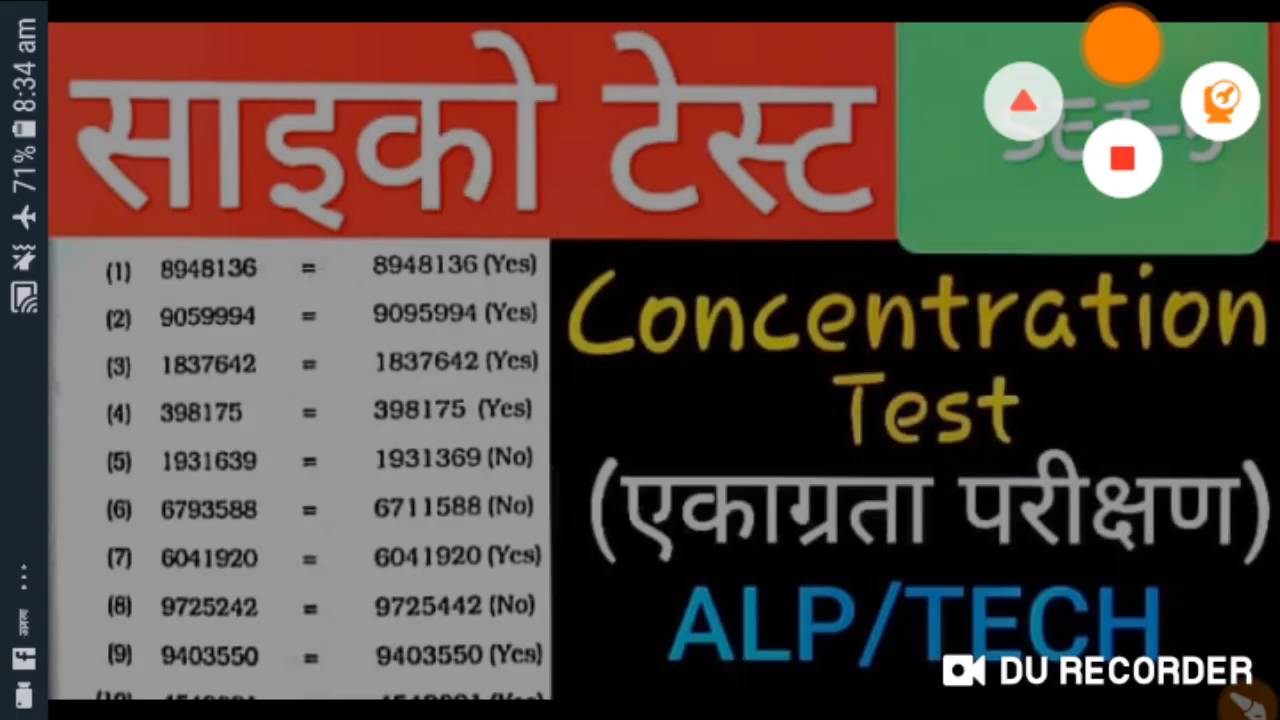 8:34 am
71%
साइको टेस्ट
SET-5
(1) 8948136 = 8948136 (Yes)
(2) 9059994 = 9095994 (Yes)
(3) 1837642 = 1837642 (Yes)
(4) 398175 = 398175 (Yes)
(5) 1931639 = 1931369 (No)
(6) 6793588 = 6711588 (No)
(7) 6041920 = 6041920 (Yes)
(8) 9725242 = 9725442 (No)
(9) 9403550 = 9403550 (Yes)
Concentration
Test
(एकाग्रता परीक्षण)
ALP/TECH
DU RECORDER